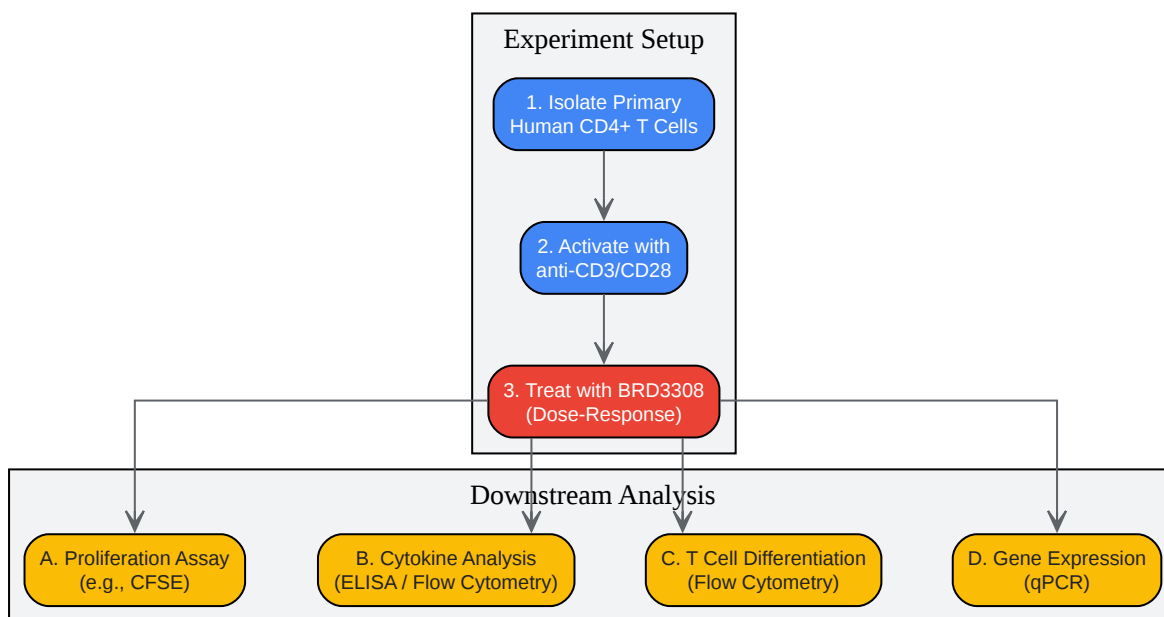 Experiment Setup
1. Isolate Primary
Human CD4+ T Cells
2. Activate with
anti-CD3/CD28
3. Treat with BRD3308
(Dose-Response)
Downstream Analysis
A. Proliferation Assay
(e.g., CFSE)
B. Cytokine Analysis
(ELISA / Flow Cytometry)
C. T Cell Differentiation
(Flow Cytometry)
D. Gene Expression
(qPCR)